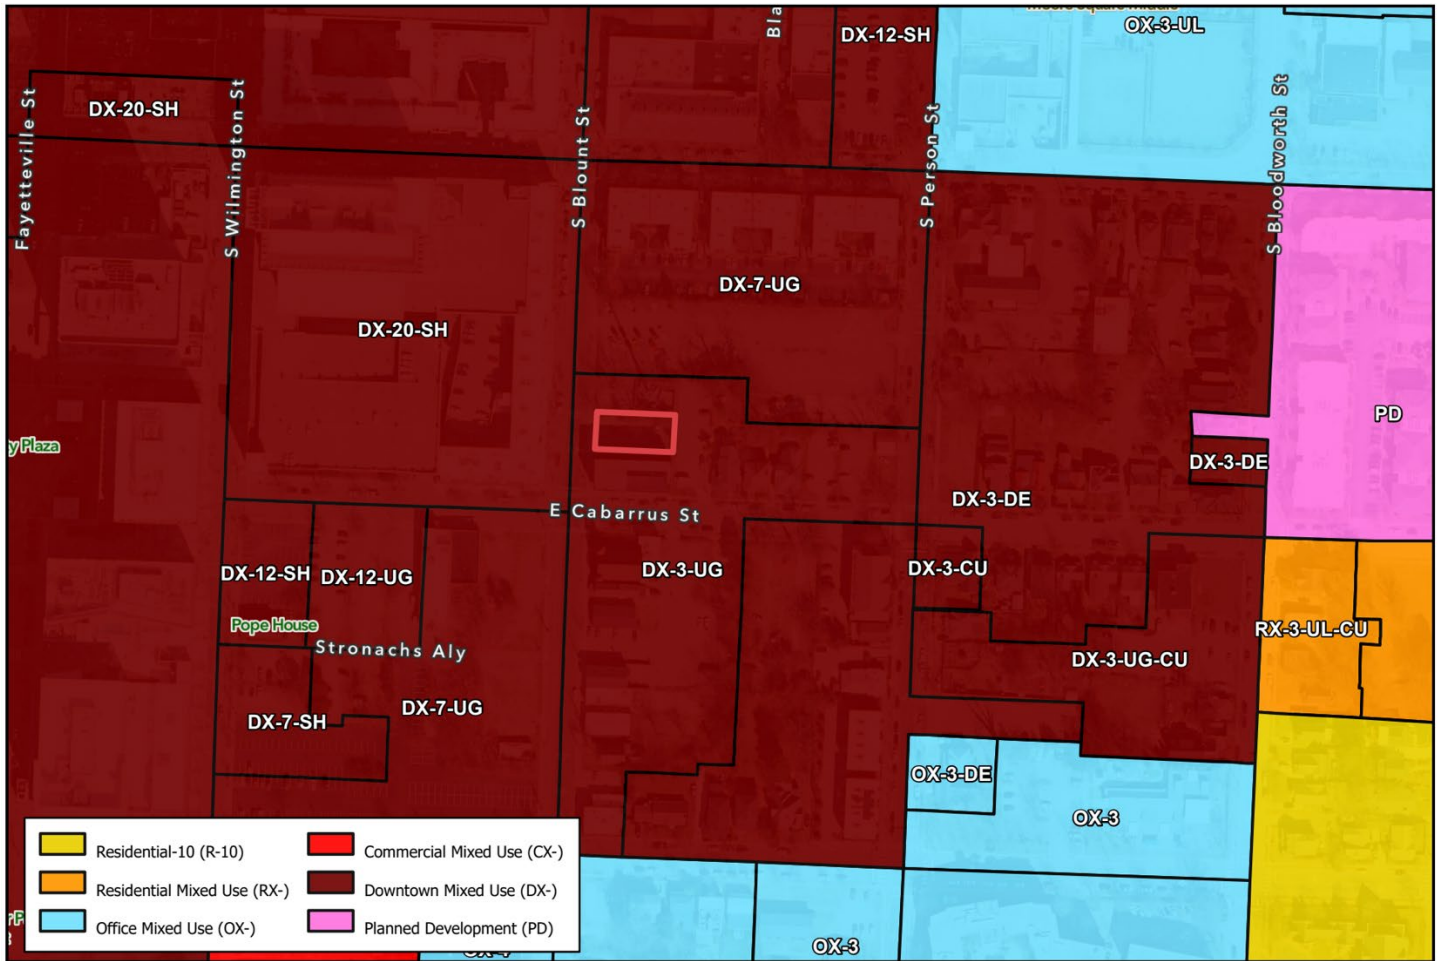 DX-12-SH
OX-3-UL
Bla
DX-20-SH
Fayetteville St
S Wilmington St
S Blount St
S Person St
S Bloodworth St
DX-7-UG
DX-20-SH
PD
y Plaza
DX-3-DE
DX-3-DE
E Cabarrus St
DX-12-SH
DX-12-UG
DX-3-UG
DX-3-CU
Pope House
Stronachs Aly
RX-3-UL-CU
DX-3-UG-CU
DX-7-SH
DX-7-UG
OX-3-DE
OX-3
Residential-10 (R-10)
Commercial Mixed Use (CX-)
Residential Mixed Use (RX-)
Downtown Mixed Use (DX-)
Office Mixed Use (OX-)
Planned Development (PD)
OX-3